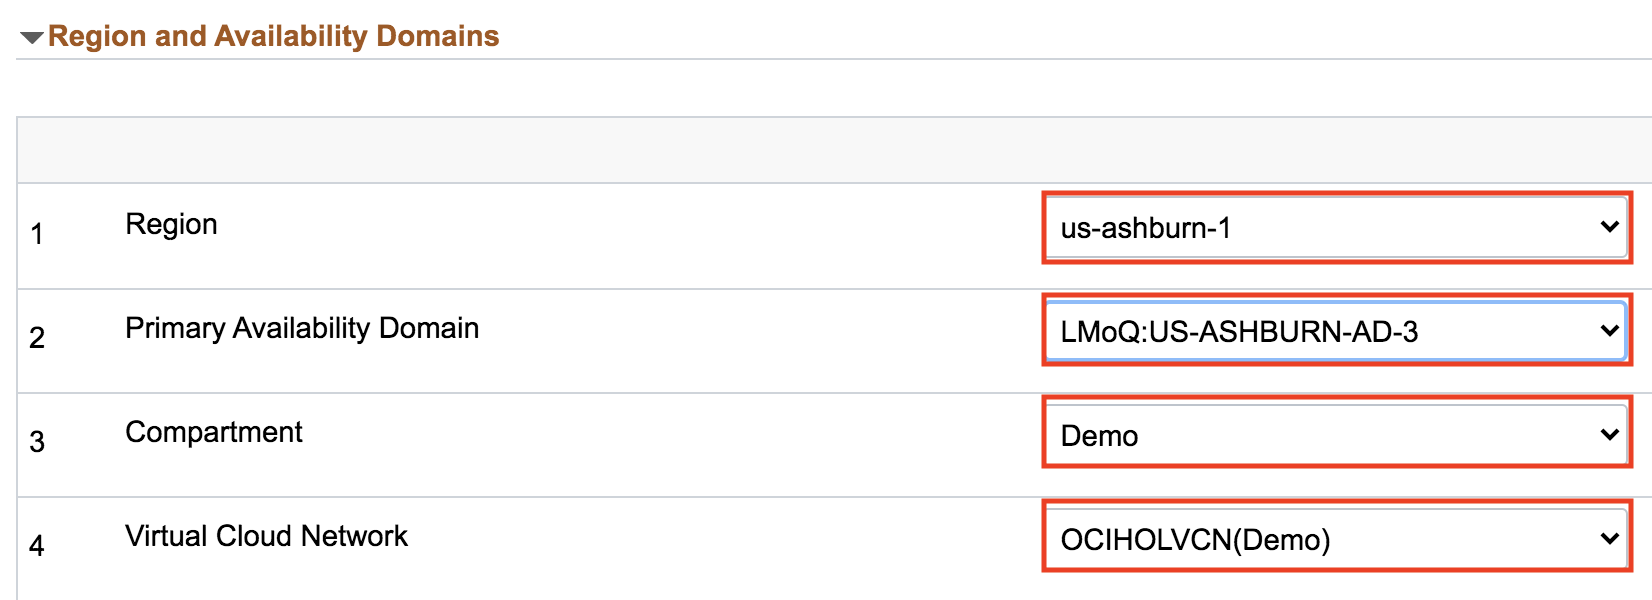 Region and Availability Domains
1 Region us-ashburn-1
2 Primary Availability Domain LMoQ:US-ASHBURN-AD-3
3 Compartment Demo
4 Virtual Cloud Network OCIHOLVCN(Demo)